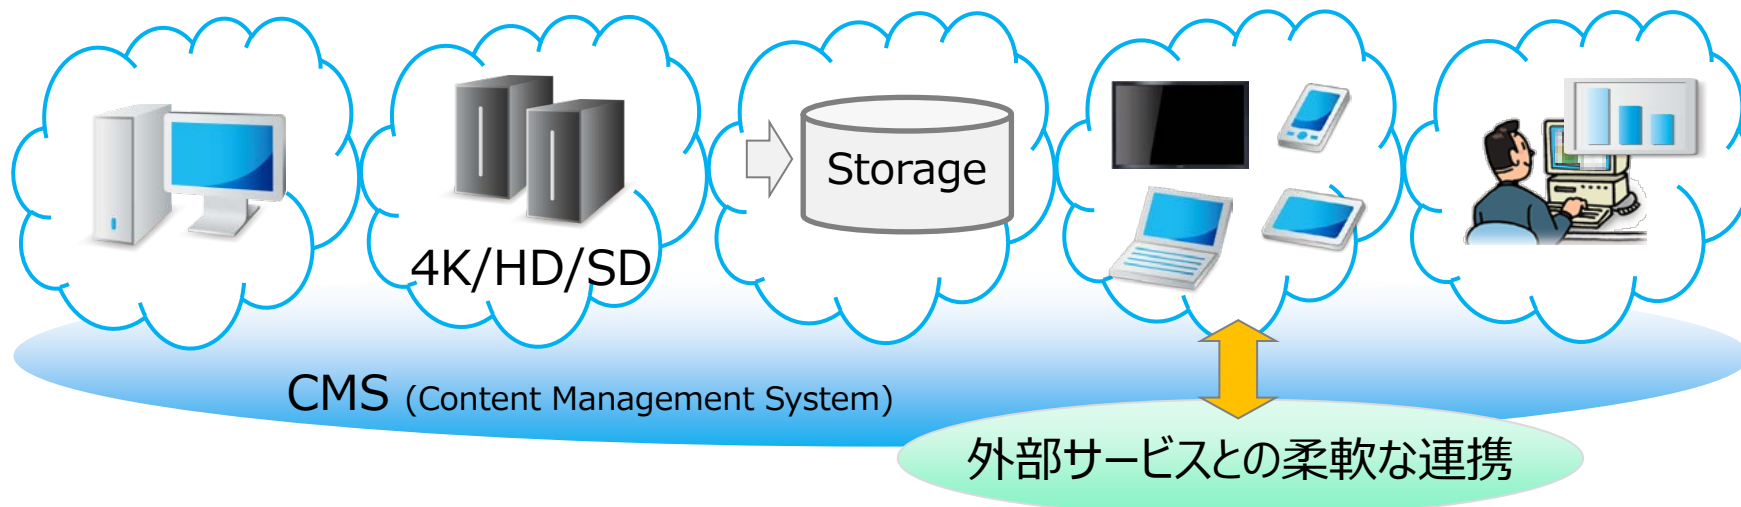 Storage
4K/HD/SD
CMS (Content Management System)
外部サービスとの柔軟な連携